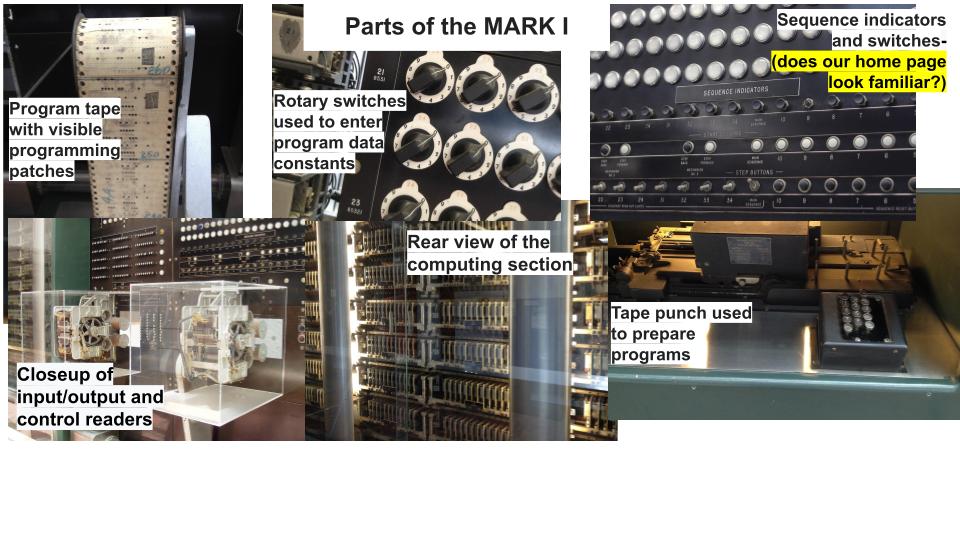 Parts of the MARK I
Program tape
with visible
programming
patches
Rotary switches
used to enter
program data
constants
21
23
Sequence indicators
and switches-
(does our home page
look familiar?)
SEQUENCE INDICATORS
STEP BUTTONS
Closeup of
input/output and
control readers
Rear view of the
computing section
Tape punch used
to prepare
programs